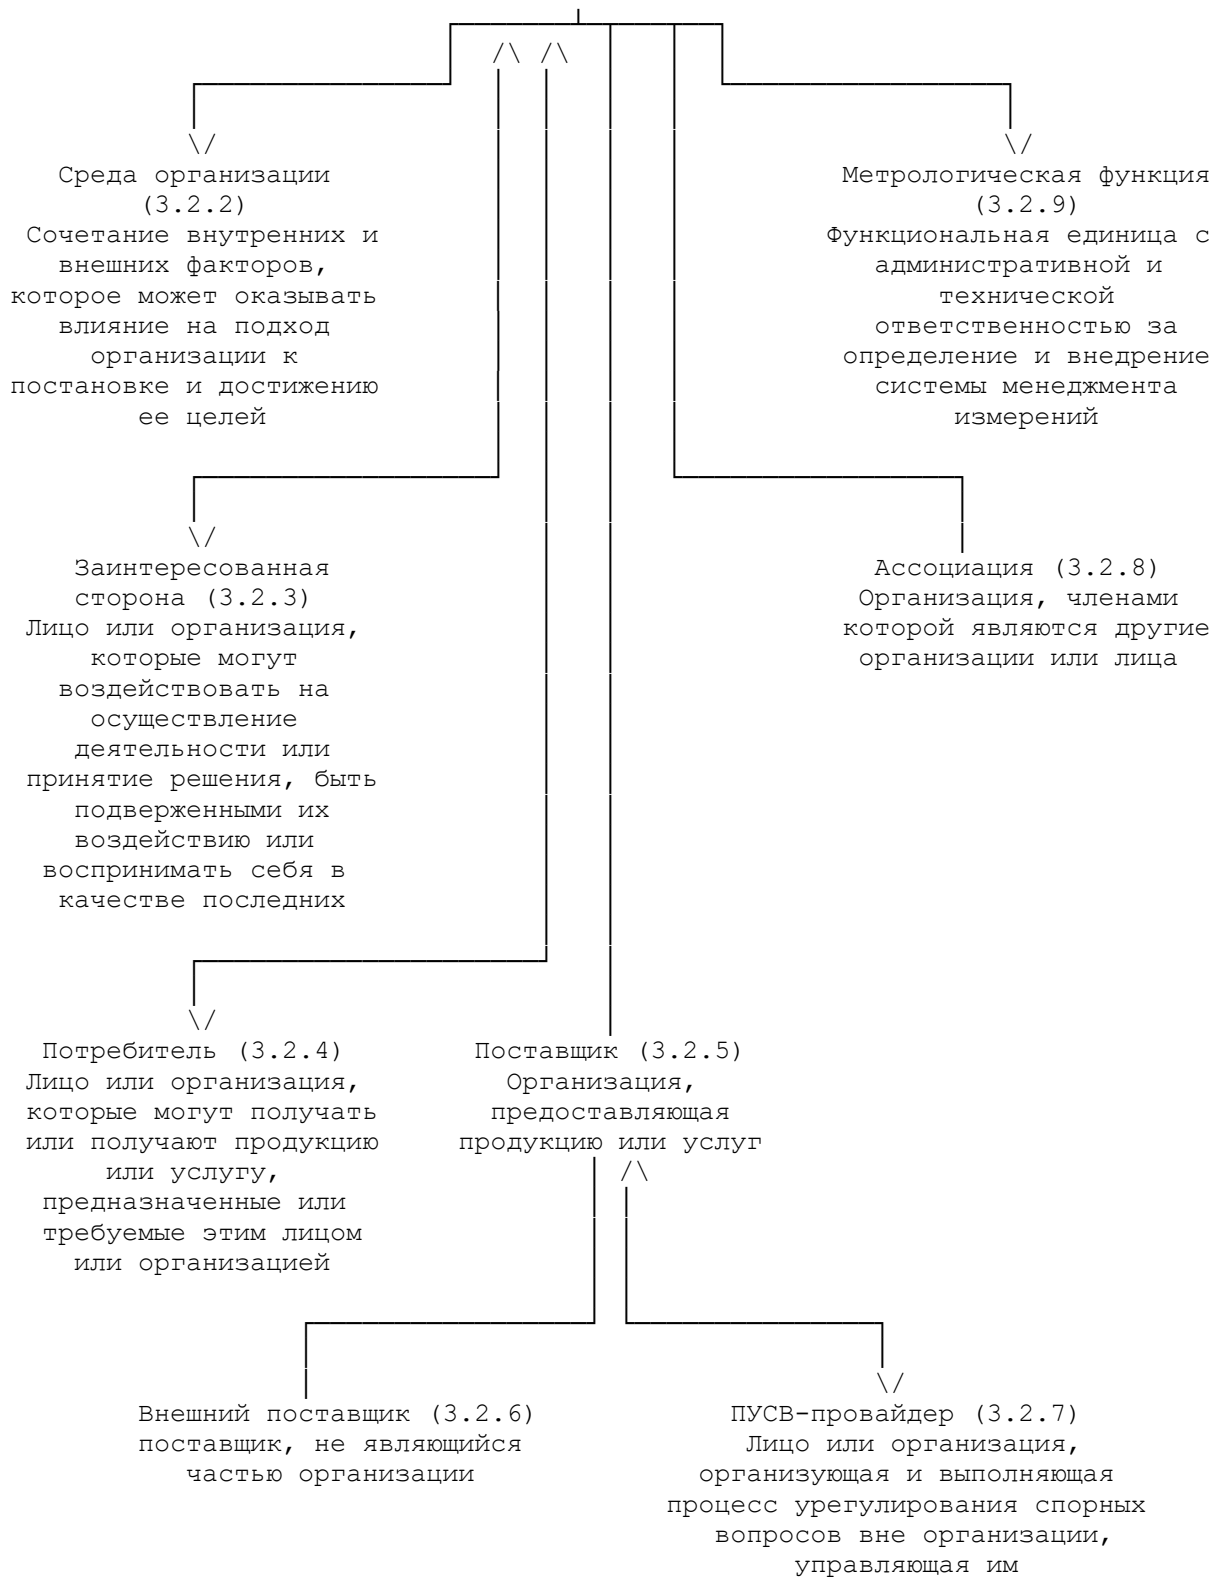 Среда организации
(3.2.2)
Сочетание внутренних и
внешних факторов,
которое может оказывать
влияние на подход
организации к
постановке и достижению
ее целей
Метрологическая функция
(3.2.9)
Функциональная единица с
административной и
технической
ответственностью за
определение и внедрение
системы менеджмента
измерений
Заинтересованная
сторона (3.2.3)
Лицо или организация,
которые могут
воздействовать на
осуществление
деятельности или
принятие решения, быть
подверженными их
воздействию или
воспринимать себя в
качестве последних
Ассоциация (3.2.8)
Организация, членами
которой являются другие
организации или лица
Потребитель (3.2.4)
Лицо или организация,
которые могут получать
или получают продукцию
или услугу,
предназначенные или
требуемые этим лицом
или организацией
Поставщик (3.2.5)
Организация,
предоставляющая
продукцию или услуг
Внешний поставщик (3.2.6)
поставщик, не являющийся
частью организации
ПУСВ-провайдер (3.2.7)
Лицо или организация,
организующая и выполняющая
процесс урегулирования спорных
вопросов вне организации,
управляющая им